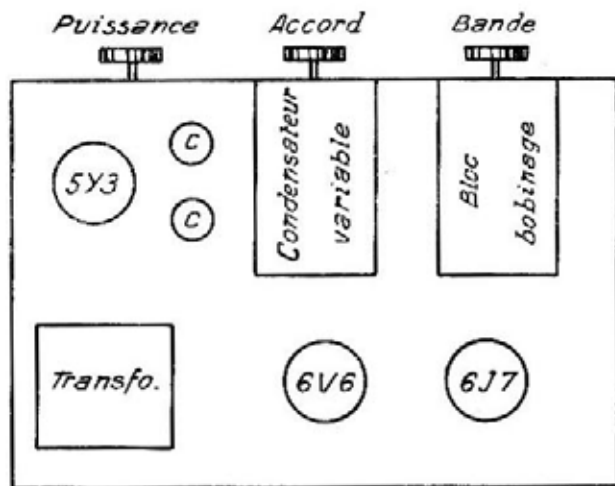 Puissance
Accord
Bande
5Y3
C
C
Condensateur
variable
Bloc
bobinage
Transfo.
6V6
6J7